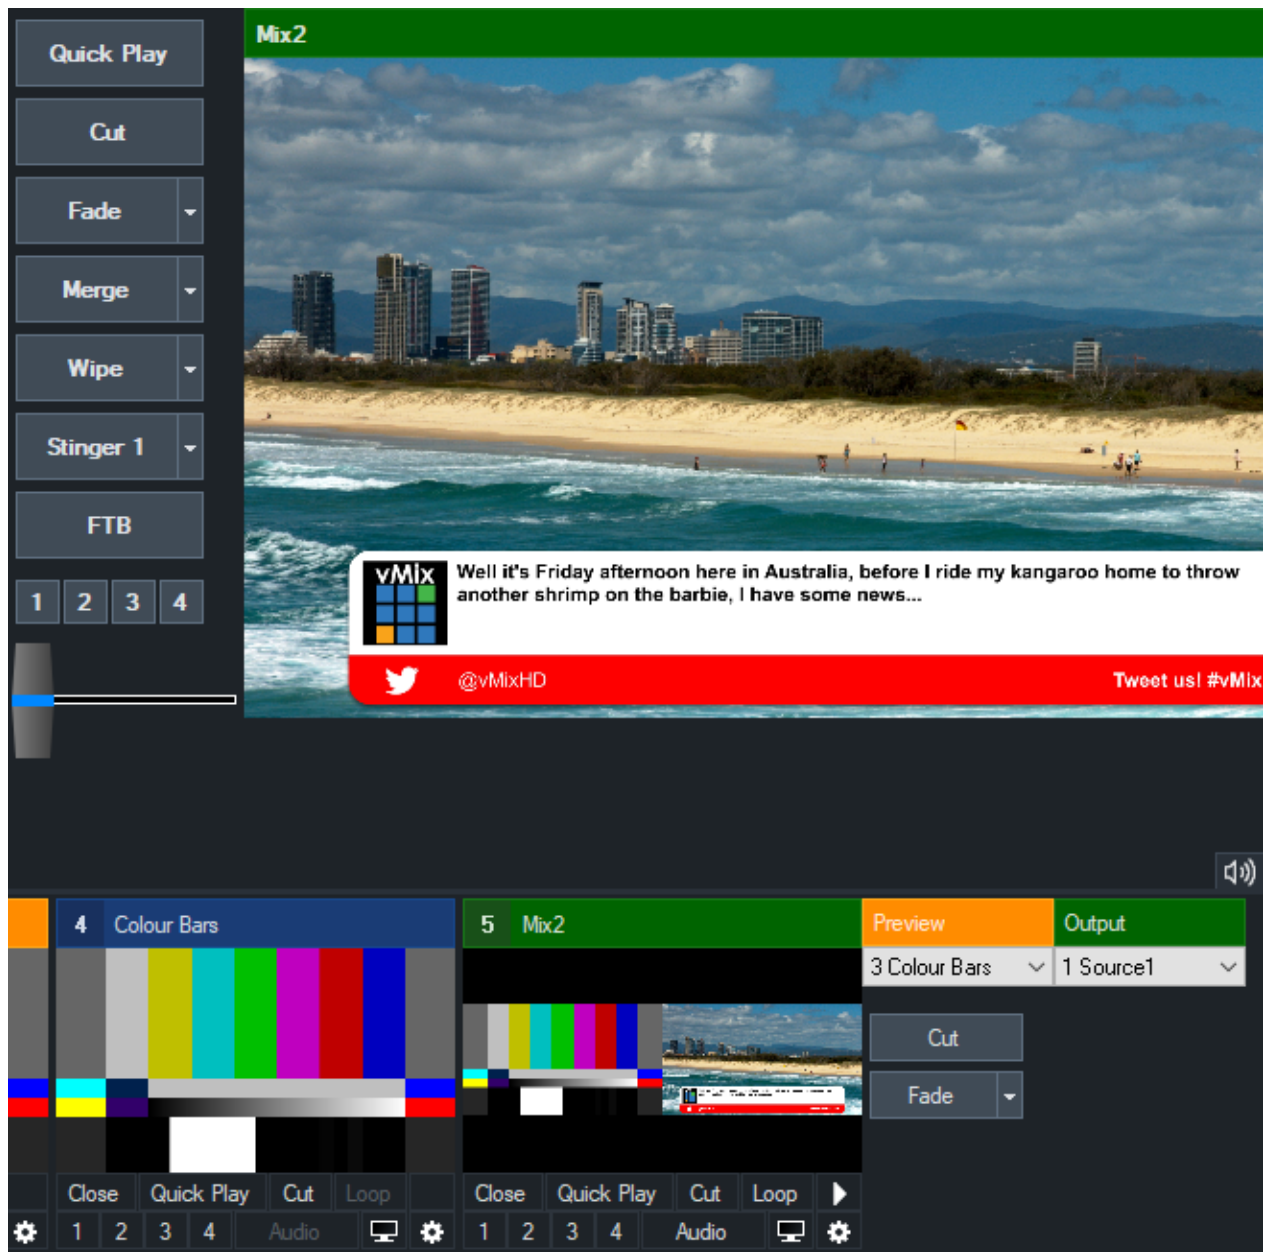 Quick Play
Mix2
Cut
Fade
Merge
Wipe
Stinger 1
FTB
1 2 3 4
vMix
Well it's Friday afternoon here in Australia, before I ride my kangaroo home to throw
another shrimp on the barbie, I have some news...
@vMixHD
Tweet us! #vMix
4 Colour Bars
5 Mix2
Preview
Output
3 Colour Bars
1 Source1
Cut
Fade
Close Quick Play Cut Loop
Close Quick Play Cut Loop
1 2 3 4 Audio
1 2 3 4 Audio